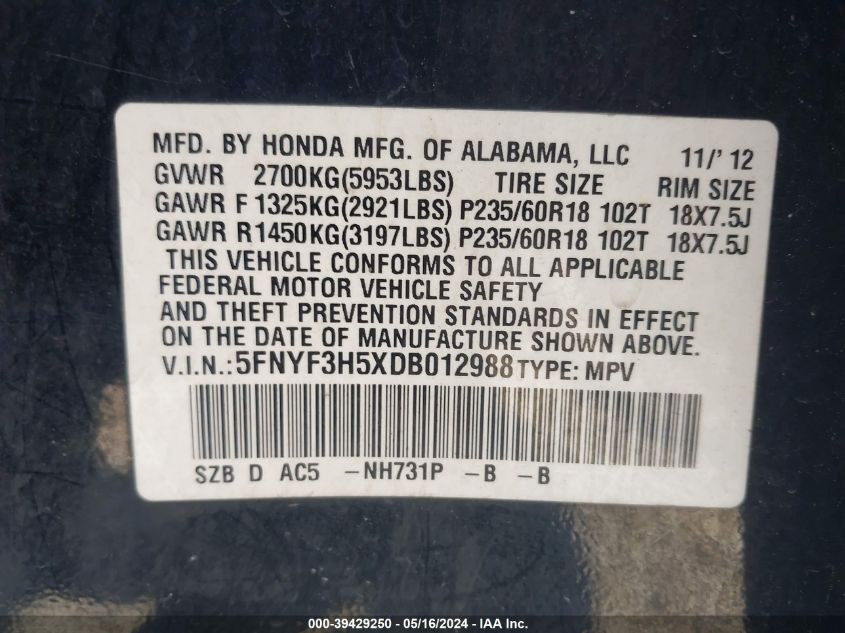 MFD. BY HONDA MFG. OF ALABAMA, LLC 11/' 12
GVWR 2700KG(5953LBS) TIRE SIZE RIM SIZE
GAWR F 1325KG(2921LBS) P235/60R18 102T 18X7.5J
GAWR R1450KG(3197LBS) P235/60R18 102T 18X7.5J
THIS VEHICLE CONFORMS TO ALL APPLICABLE
FEDERAL MOTOR VEHICLE SAFETY
AND THEFT PREVENTION STANDARDS IN EFFECT
ON THE DATE OF MANUFACTURE SHOWN ABOVE.
V.I.N.:5FNYF3H5XDB012988 TYPE: MPV
SZB D AC5 -NH731P -B -B
000-39429250 - 05/16/2024 - IAAI Inc.